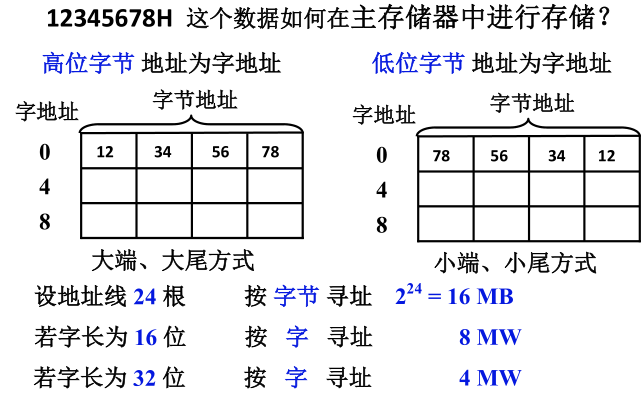 12345678H 这个数据如何在主存储器中进行存储？
高位字节 地址为字地址
字节地址
字地址
0 12 34 56 78
4
8
大端、大尾方式
低位字节 地址为字地址
字节地址
字地址
0 78 56 34 12
4
8
小端、小尾方式
设地址线 24 根 按 字节 寻址 2^24 = 16 MB
若字长为 16 位 按 字 寻址 8 MW
若字长为 32 位 按 字 寻址 4 MW